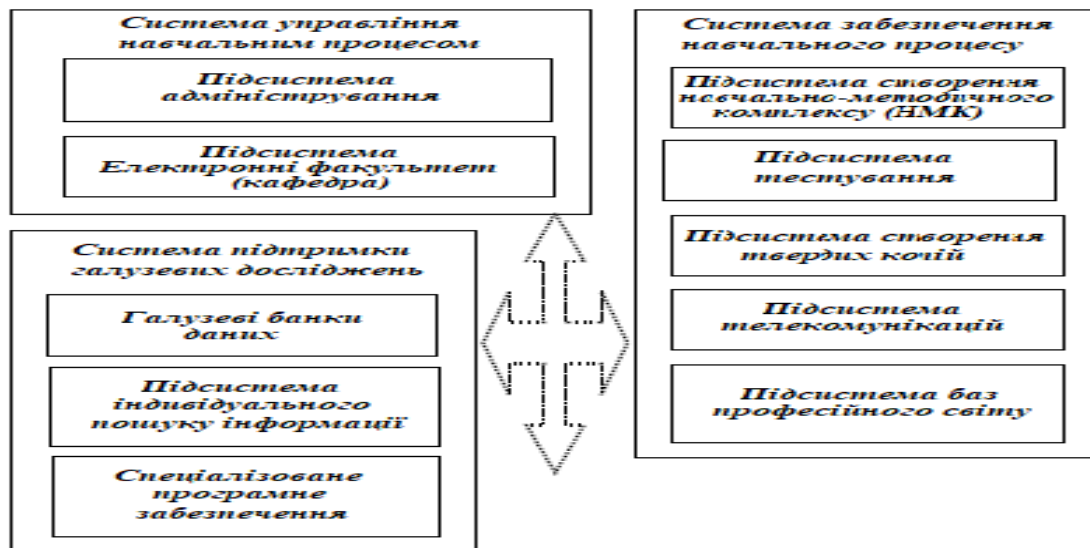 Система управління
навчальним процесом
Підсистема
адміністрування
Підсистема
Електронні факультет
(кафедра)
Система підтримки
галузевих досліджень
Галузеві банки
даних
Підсистема
індивідуального
пошуку інформації
Спеціалізоване
програмне
забезпечення
Система забезпечення
навчального процесу
Підсистема створення
навчально-методичного
комплексу (НМК)
Підсистема
тестування
Підсистема створення
твердих кочій
Підсистема
телекомунікацій
Підсистема баз
професійного світу